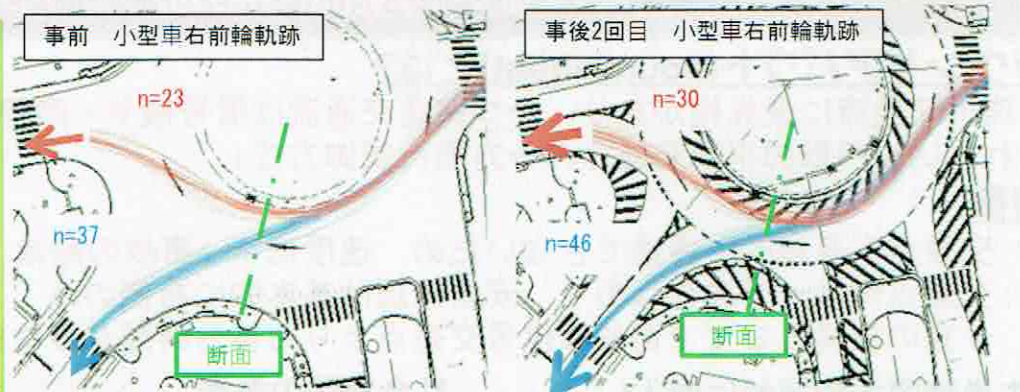 事前　小型車右前輪軌跡
n=23
n=37
断面
事後2回目　小型車右前輪軌跡
n=30
n=46
断面